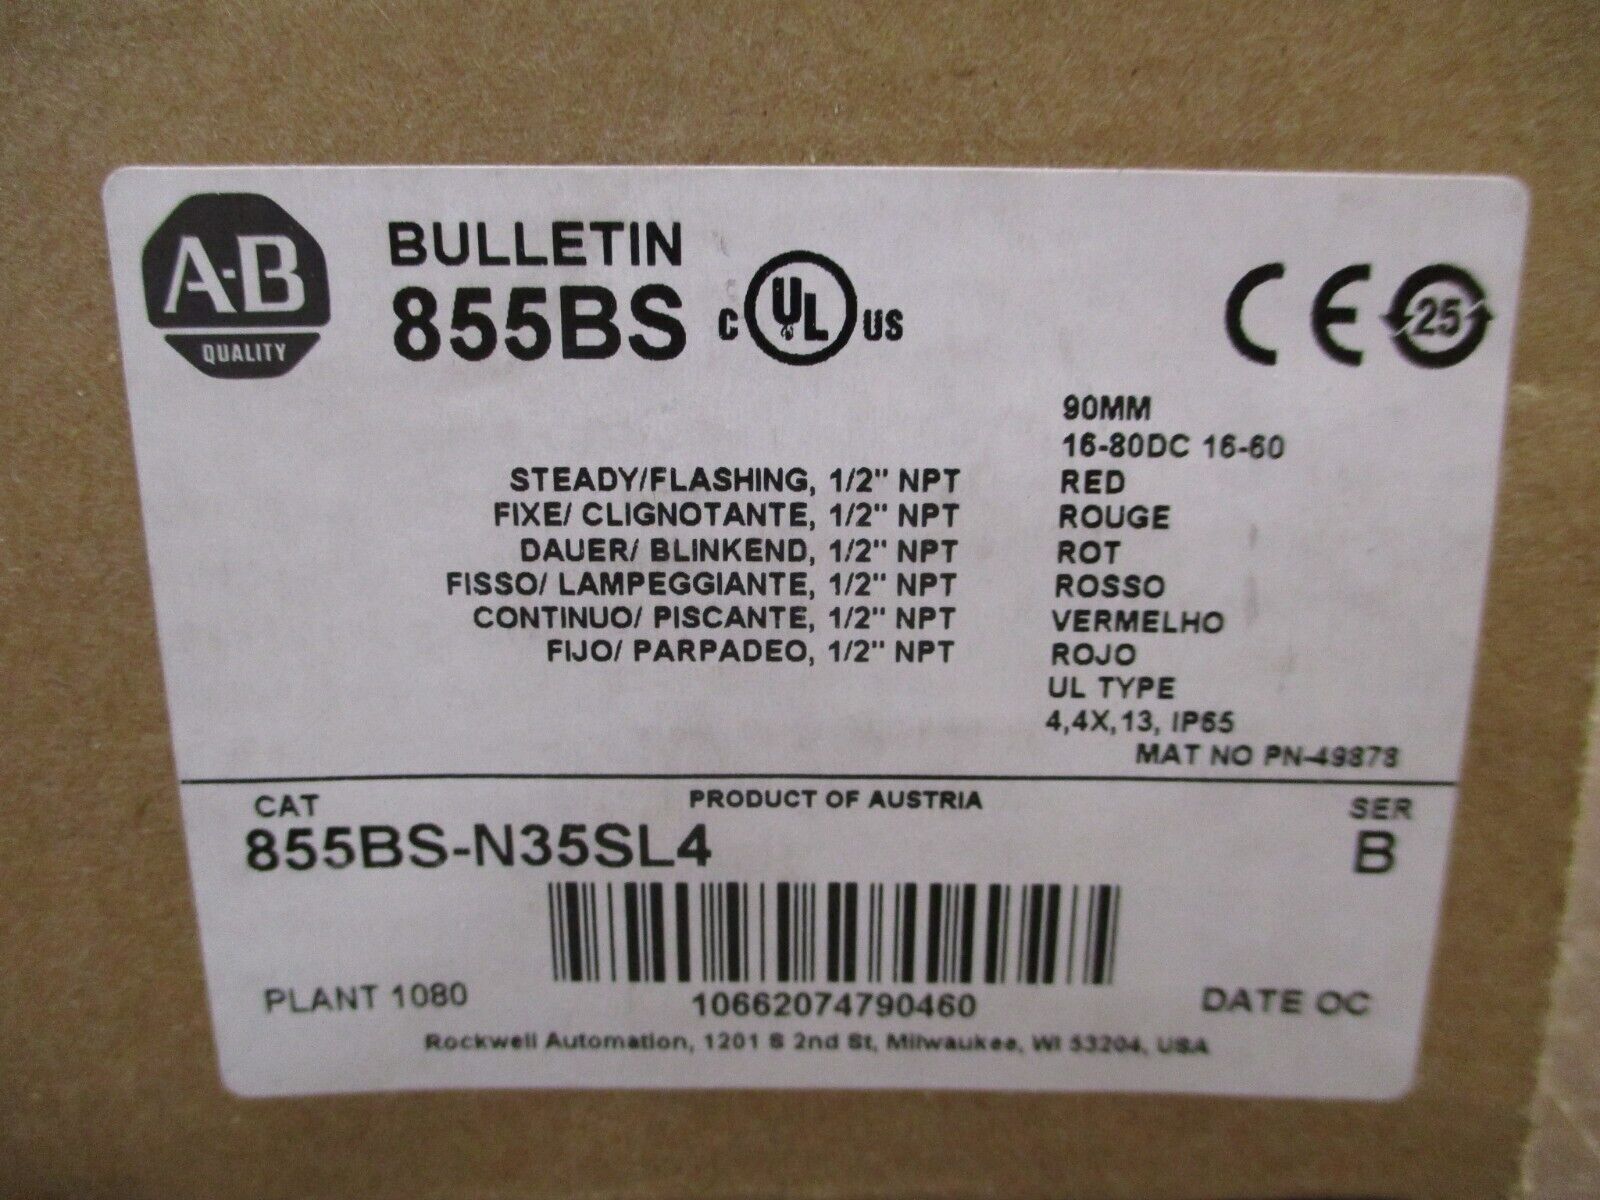 A-B
QUALITY
BULLETIN
855BS
C UL US
CE 25
90MM
16-80DC 16-60
STEADY/FLASHING, 1/2" NPT RED
FIXE/ CLIGNOTANTE, 1/2" NPT ROUGE
DAUER/ BLINKEND, 1/2" NPT ROT
FISSO/ LAMPEGGIANTE, 1/2" NPT ROSSO
CONTINUO/ PISCANTE, 1/2" NPT VERMELHO
FIJO/ PARPADEO, 1/2" NPT ROJO
UL TYPE
4,4X,13, IP65
MAT NO PN-49878
CAT PRODUCT OF AUSTRIA SER
855BS-N35SL4 B
PLANT 1080 10662074790460 DATE OC
Rockwell Automation, 1201 S 2nd St, Milwaukee, WI 53204, USA